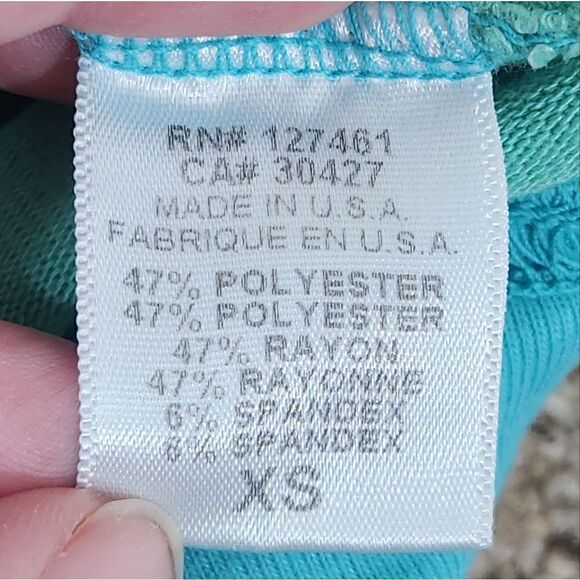 RN# 127461
CA# 30427
MADE IN U.S.A.
FABRIQUE EN U.S.A.
47% POLYESTER
47% POLYESTER
47% RAYON
47% RAYONNE
6% SPANDEX
6% SPANDEX
XS